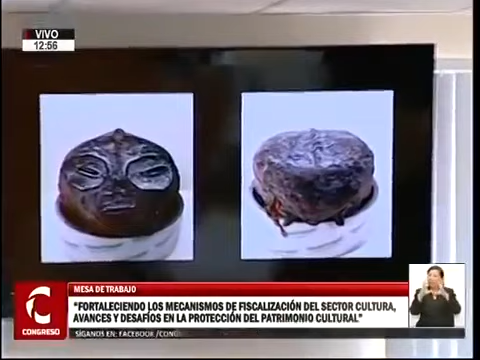 VIVO
12:56
MESA DE TRABAJO
"FORTALECIENDO LOS MECANISMOS DE FISCALIZACIÓN DEL SECTOR CULTURA,
AVANCES Y DESAFÍOS EN LA PROTECCIÓN DEL PATRIMONIO CULTURAL"
CONGRESO
SÍGANOS EN: FACEBOOK /CONGRES